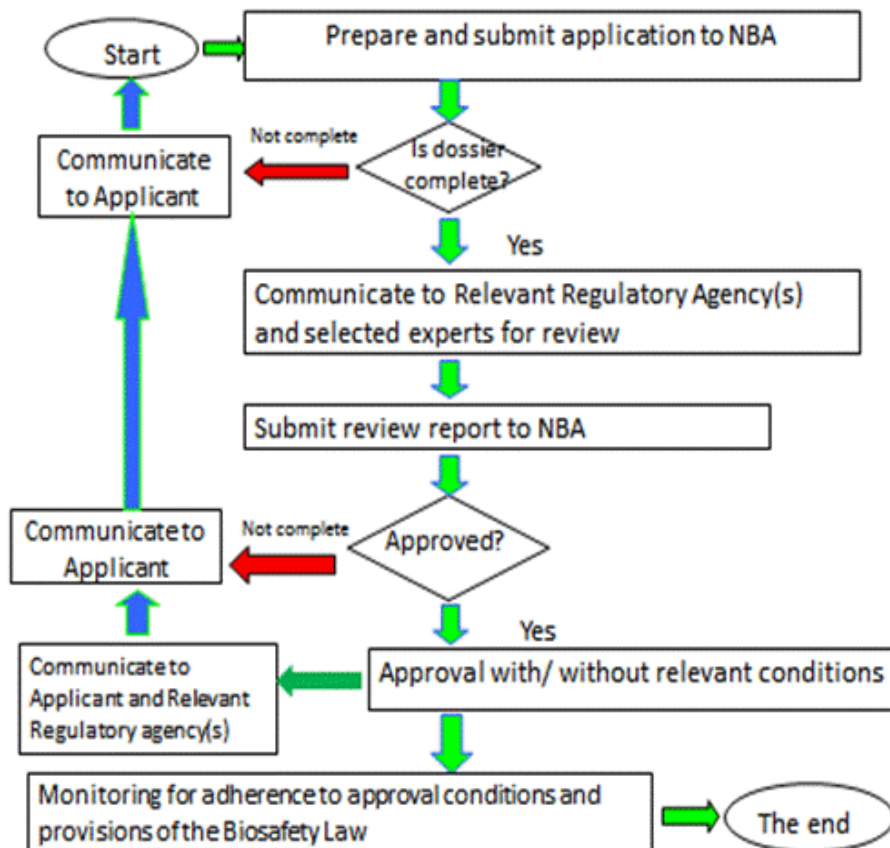 Start
Prepare and submit application to NBA
Not complete
Is dossier
complete?
Communicate
to Applicant
Yes
Communicate to Relevant Regulatory Agency(s)
and selected experts for review
Submit review report to NBA
Not complete
Approved?
Communicate to
Applicant
Yes
Communicate to
Applicant and Relevant
Regulatory agency(s)
Approval with/ without relevant conditions
Monitoring for adherence to approval conditions and
provisions of the Biosafety Law
The end